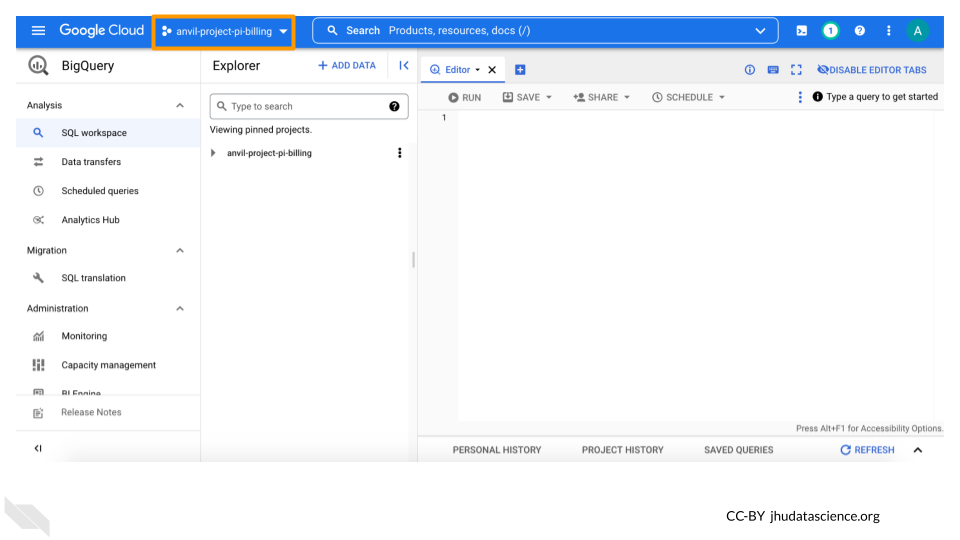 Google Cloud anvil-project-pi-billing Search Products, resources, docs (/) 1 A
BigQuery
Analysis
SQL workspace
Data transfers
Scheduled queries
Analytics Hub
Migration
SQL translation
Administration
Monitoring
Capacity management
BI Engine
Release Notes
Explorer + ADD DATA
Type to search
Viewing pinned projects.
anvil-project-pi-billing
Editor DISABLE EDITOR TABS
RUN SAVE SHARE SCHEDULE Type a query to get started
1
Press Alt+F1 for Accessibility Options.
PERSONAL HISTORY PROJECT HISTORY SAVED QUERIES REFRESH
CC-BY jhudatascience.org